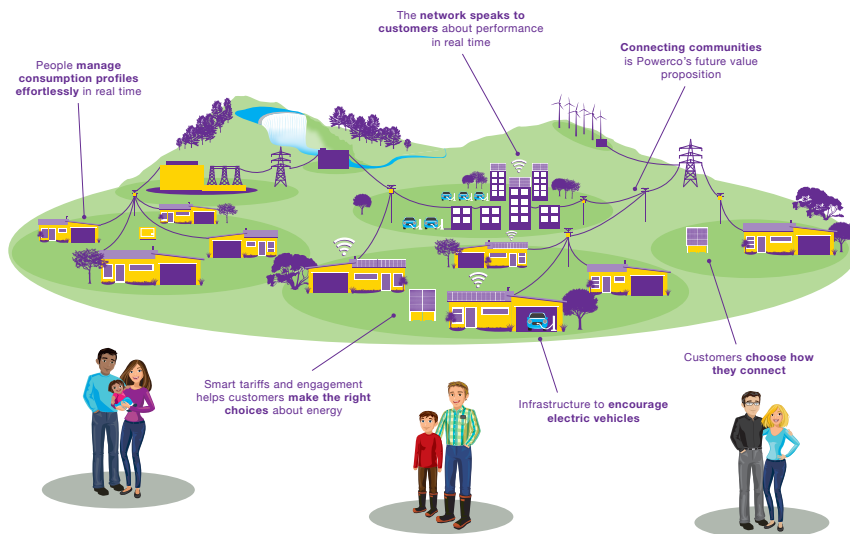 The network speaks to
customers about performance
in real time
Connecting communities
is Powerco's future value
proposition
People manage
consumption profiles
effortlessly in real time
Customers choose how
they connect
Smart tariffs and engagement
helps customers make the right
choices about energy
Infrastructure to encourage
electric vehicles